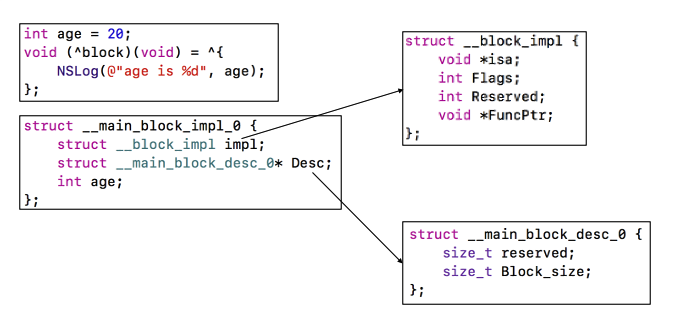 int age = 20;
void (^block)(void) = ^{
    NSLog(@"age is %d", age);
};
struct __main_block_impl_0 {
    struct __block_impl impl;
    struct __main_block_desc_0* Desc;
    int age;
};
struct __block_impl {
    void *isa;
    int Flags;
    int Reserved;
    void *FuncPtr;
};
struct __main_block_desc_0 {
    size_t reserved;
    size_t Block_size;
};